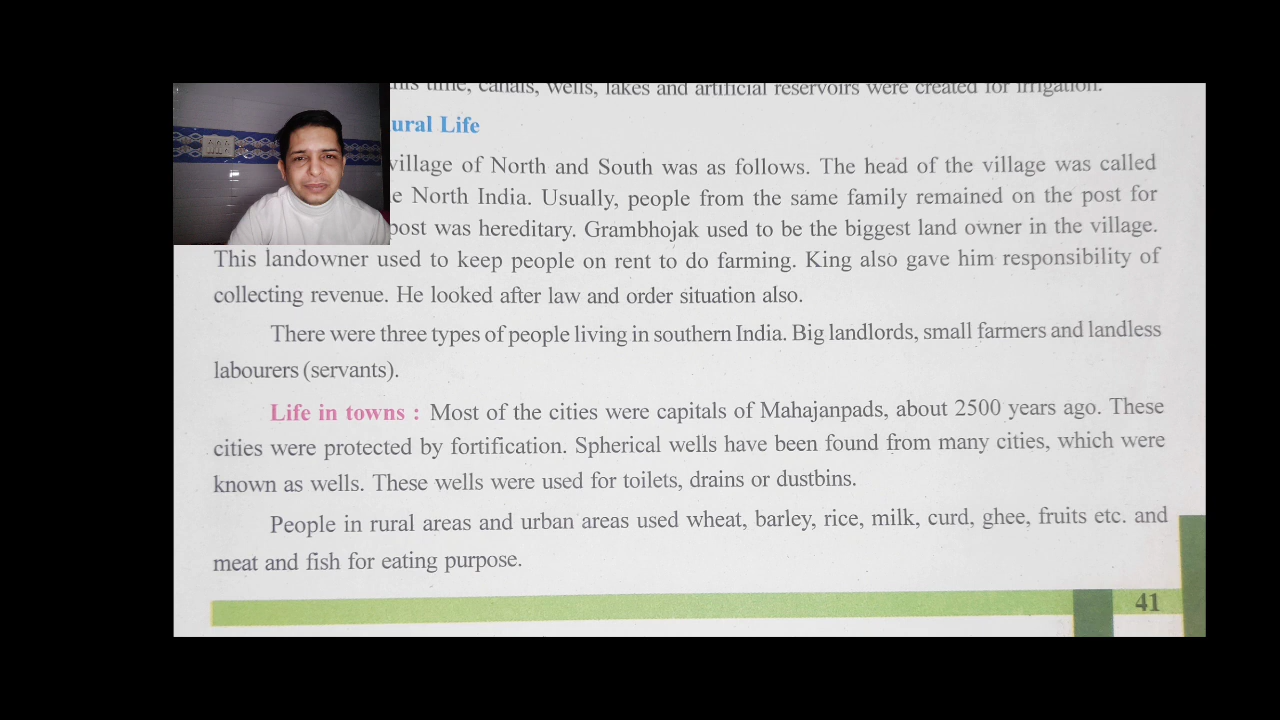 this time, canals, wells, lakes and artificial reservoirs were created for irrigation.
ural Life
village of North and South was as follows. The head of the village was called
e North India. Usually, people from the same family remained on the post for
post was hereditary. Grambhojak used to be the biggest land owner in the village.
This landowner used to keep people on rent to do farming. King also gave him responsibility of
collecting revenue. He looked after law and order situation also.
There were three types of people living in southern India. Big landlords, small farmers and landless
labourers (servants).
Life in towns : Most of the cities were capitals of Mahajanpads, about 2500 years ago. These
cities were protected by fortification. Spherical wells have been found from many cities, which were
known as wells. These wells were used for toilets, drains or dustbins.
People in rural areas and urban areas used wheat, barley, rice, milk, curd, ghee, fruits etc. and
meat and fish for eating purpose.
41